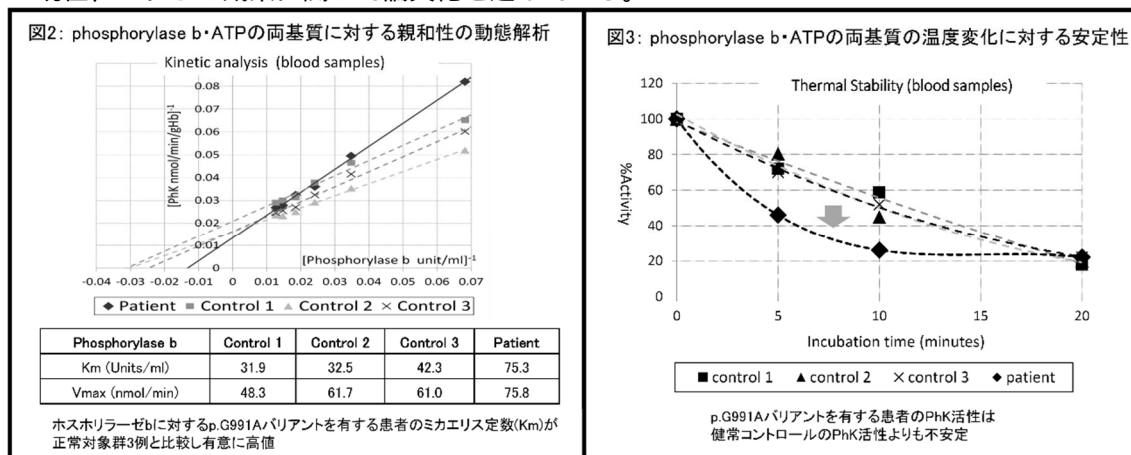 図2: phosphorylase b・ATPの両基質に対する親和性の動態解析
Kinetic analysis (blood samples)
[PhK nmol/min/gHb]⁻¹
0.08
0.07
0.06
0.05
0.04
0.03
0.02
0.01
0
[Phosphorylase b unit/ml]⁻¹
-0.04 -0.03 -0.02 -0.01 0 0.01 0.02 0.03 0.04 0.05 0.06 0.07
Patient Control 1 Control 2 Control 3
Phosphorylase b Control 1 Control 2 Control 3 Patient
Km (Units/ml) 31.9 32.5 42.3 75.3
Vmax (nmol/min) 48.3 61.7 61.0 75.8
ホスホリラーゼbに対するp.G991Aバリアントを有する患者のミカエリス定数(Km)が
正常対象群3例と比較し有意に高値
図3: phosphorylase b・ATPの両基質の温度変化に対する安定性
Thermal Stability (blood samples)
%Activity
120
100
80
60
40
20
0
0 5 10 15 20
Incubation time (minutes)
control 1 control 2 control 3 patient
p.G991Aバリアントを有する患者のPhK活性は
健常コントロールのPhK活性よりも不安定